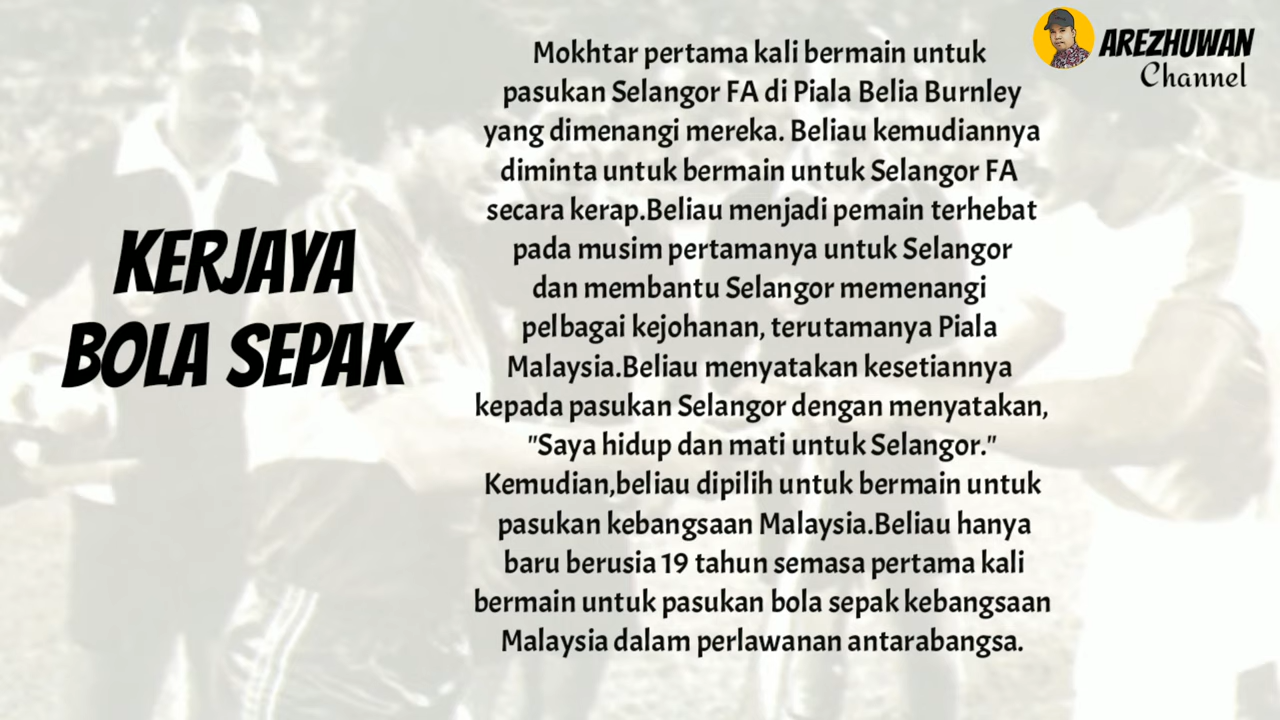 AREZHUWAN
Channel
KERJAYA
BOLA SEPAK
Mokhtar pertama kali bermain untuk
pasukan Selangor FA di Piala Belia Burnley
yang dimenangi mereka. Beliau kemudiannya
diminta untuk bermain untuk Selangor FA
secara kerap.Beliau menjadi pemain terhebat
pada musim pertamanya untuk Selangor
dan membantu Selangor memenangi
pelbagai kejohanan, terutamanya Piala
Malaysia.Beliau menyatakan kesetiannya
kepada pasukan Selangor dengan menyatakan,
"Saya hidup dan mati untuk Selangor."
Kemudian,beliau dipilih untuk bermain untuk
pasukan kebangsaan Malaysia.Beliau hanya
baru berusia 19 tahun semasa pertama kali
bermain untuk pasukan bola sepak kebangsaan
Malaysia dalam perlawanan antarabangsa.